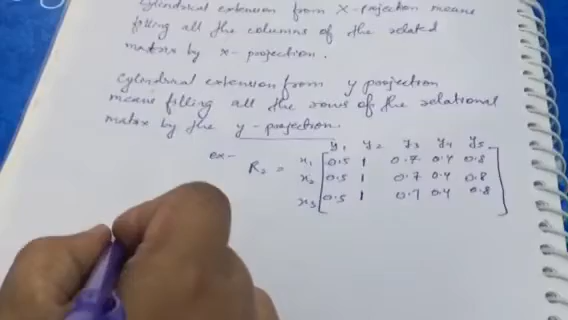 Cylindrical extension from X-projection means
filling all the columns of the related
matrix by x-projection.
Cylindrical extension from y projection
means filling all the rows of the relational
matrix by the y-projection.
ex- y1 y2 y3 y4 y5
R2 = x1 0.5 1 0.7 0.4 0.8
x2 0.5 1 0.7 0.4 0.8
x3 0.5 1 0.7 0.4 0.8